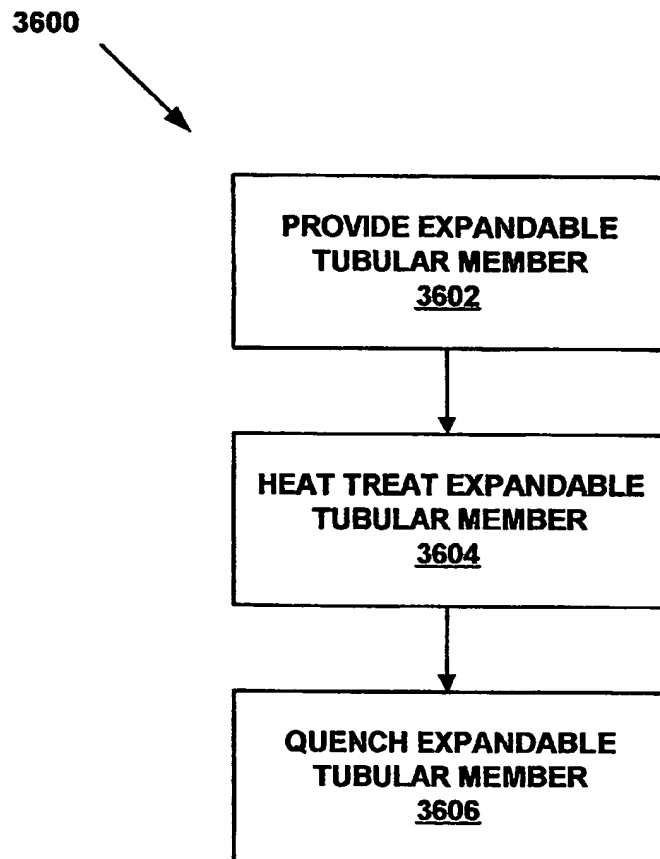 3600
PROVIDE EXPANDABLE
TUBULAR MEMBER
3602
HEAT TREAT EXPANDABLE
TUBULAR MEMBER
3604
QUENCH EXPANDABLE
TUBULAR MEMBER
3606